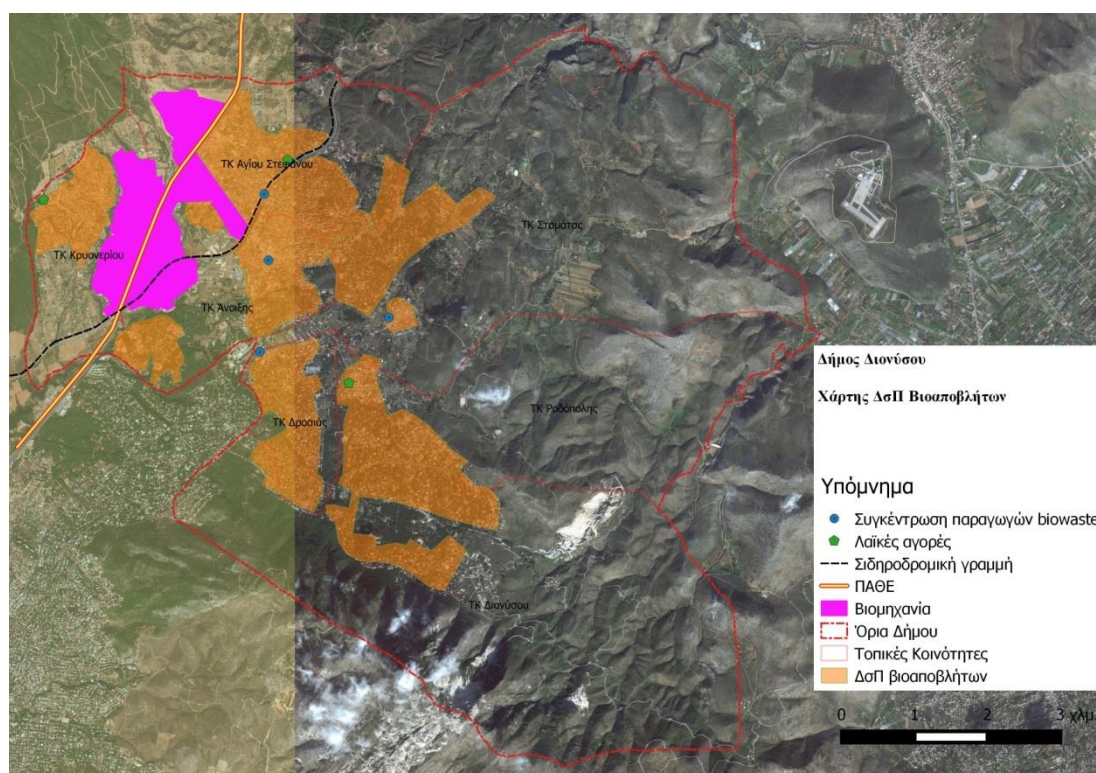 ΤΚ Αγίου Στεφάνου
ΤΚ Σταμάτας
ΤΚ Κρυονερίου
ΤΚ Άνοιξης
ΤΚ Ροδόπολης
ΤΚ Δροσιάς
ΤΚ Διονύσου
Δήμος Διονύσου
Χάρτης ΔσΠ Βιοαποβλήτων
Υπόμνημα
Συγκέντρωση παραγωγών biowaste
Λαϊκές αγορές
Σιδηροδρομική γραμμή
ΠΑΘΕ
Βιομηχανία
Όρια Δήμου
Τοπικές Κοινότητες
ΔσΠ βιοαποβλήτων
0 1 2 3 χλμ.